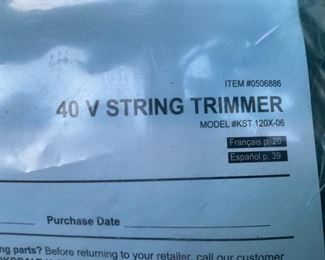 ITEM #0506886
40 V STRING TRIMMER
MODEL #KST 120X-06
Français p. 20
Español p. 39
Purchase Date
ng parts? Before returning to your retailer, call our customer